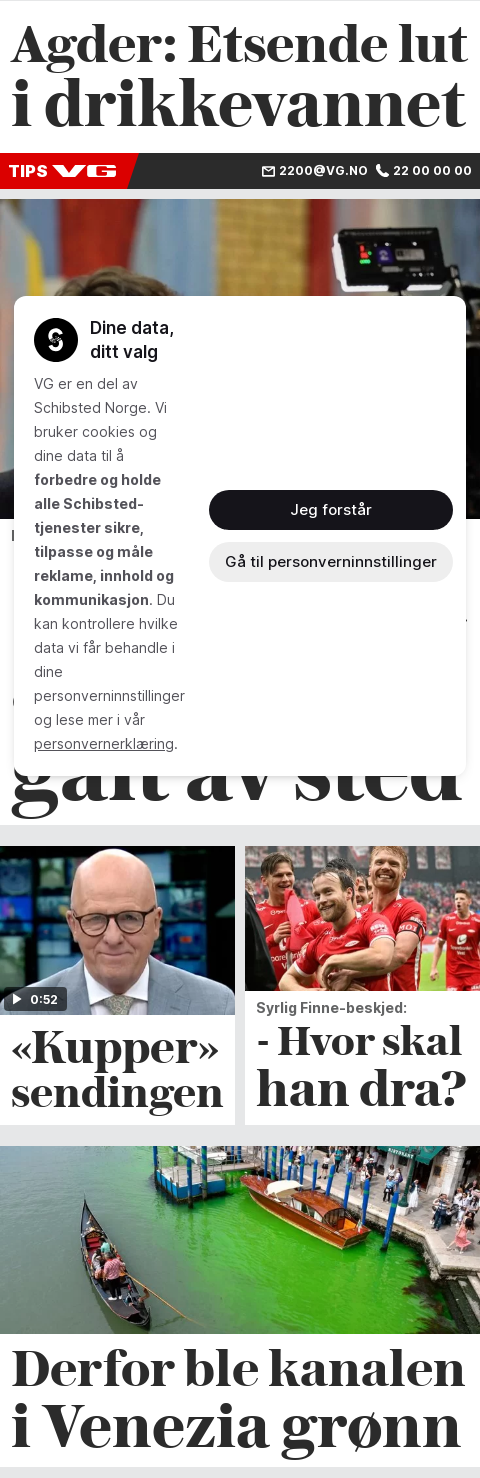 Agder: Etsende lut
i drikkevannet
TIPS VG
2200@VG.NO 22 00 00 00
Dine data,
ditt valg
VG er en del av
Schibsted Norge. Vi
bruker cookies og
dine data til å
forbedre og holde
alle Schibsted-
tjenester sikre,
tilpasse og måle
reklame, innhold og
kommunikasjon. Du
kan kontrollere hvilke
data vi får behandle i
dine
personverninnstillinger
og lese mer i vår
personvernerklæring.
Jeg forstår
Gå til personverninnstillinger
galt av sted
0:52
«Kupper»
sendingen
Syrlig Finne-beskjed:
- Hvor skal
han dra?
Derfor ble kanalen
i Venezia grønn